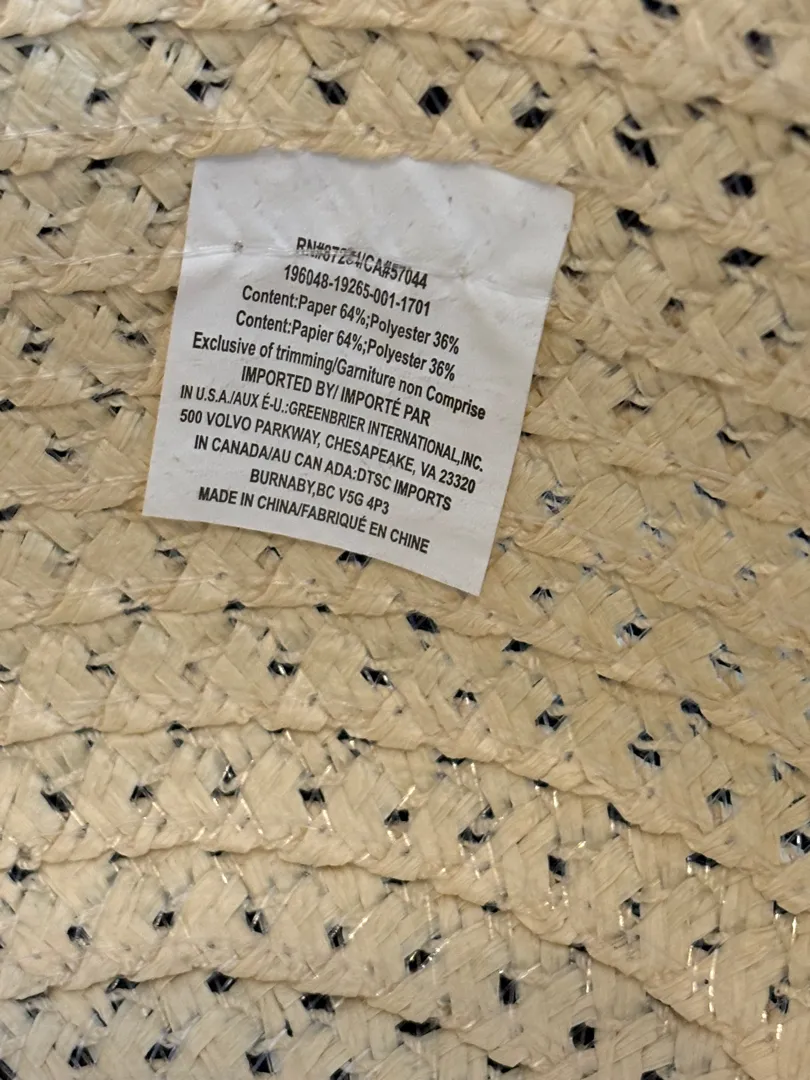 CA#57044
196048-19265-001-1701
Content:Paper 64%;Polyester 36%
Content:Papier 64%;Polyester 36%
Exclusive of trimming/Garniture non Comprise
IMPORTED BY/ IMPORTÉ PAR
IN U.S.A./AUX É-U.:GREENBRIER INTERNATIONAL,INC.
500 VOLVO PARKWAY, CHESAPEAKE, VA 23320
IN CANADA/AU CAN ADA:DTSC IMPORTS
BURNABY,BC V5G 4P3
MADE IN CHINA/FABRIQUÉ EN CHINE